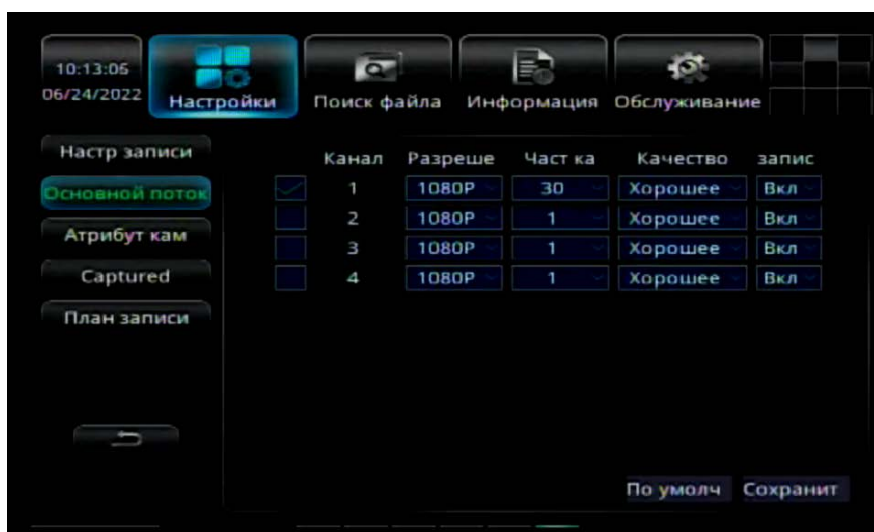 10:13:05
06/24/2022
Настройки
Поиск файла
Информация
Обслуживание
Настр записи
Основной поток
Атрибут кам
Captured
План записи
Канал Разреше Част ка Качество запис
1 1080P 30 Хорошее Вкл
2 1080P 1 Хорошее Вкл
3 1080P 1 Хорошее Вкл
4 1080P 1 Хорошее Вкл
По умолч Сохранит